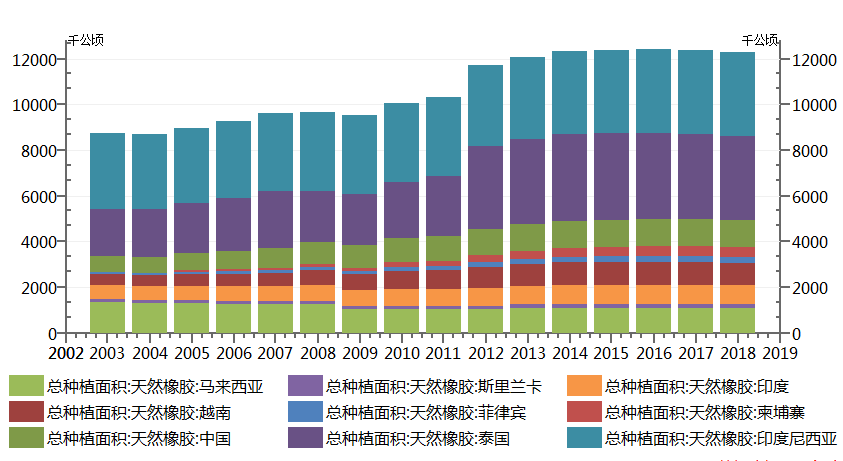 千公顷 千公顷
12000 12000
10000 10000
8000 8000
6000 6000
4000 4000
2000 2000
0 0
2002 2003 2004 2005 2006 2007 2008 2009 2010 2011 2012 2013 2014 2015 2016 2017 2018 2019
总种植面积:天然橡胶:马来西亚 总种植面积:天然橡胶:斯里兰卡 总种植面积:天然橡胶:印度
总种植面积:天然橡胶:越南 总种植面积:天然橡胶:菲律宾 总种植面积:天然橡胶:柬埔寨
总种植面积:天然橡胶:中国 总种植面积:天然橡胶:泰国 总种植面积:天然橡胶:印度尼西亚